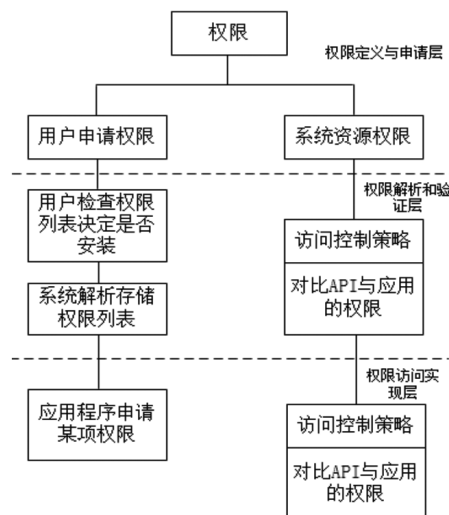 权限
权限定义与申请层
用户申请权限
系统资源权限
权限解析和验
证层
用户检查权限
列表决定是否
安装
访问控制策略
对比API与应用
的权限
系统解析存储
权限列表
权限访问实
现层
应用程序申请
某项权限
访问控制策略
对比API与应用
的权限